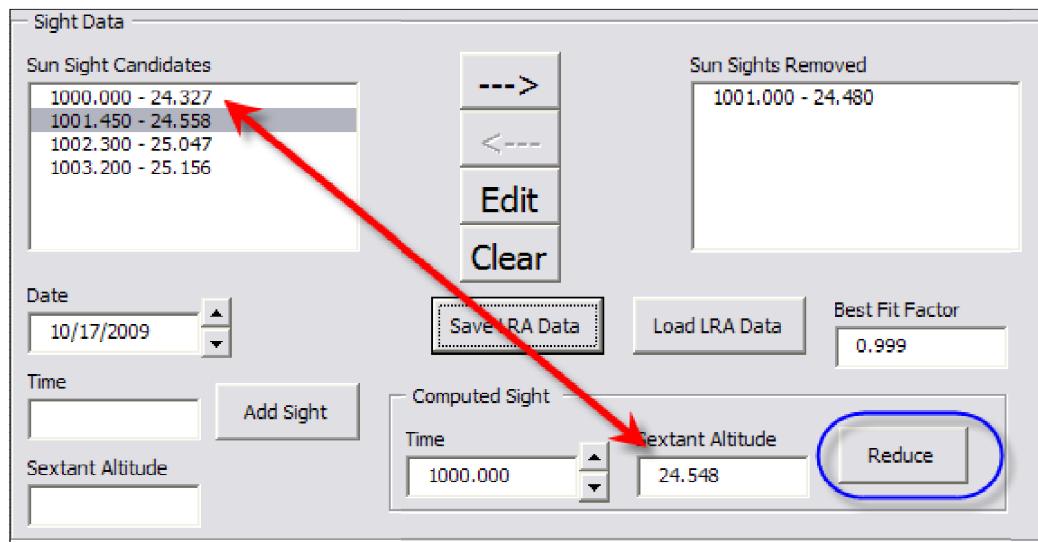 Sight Data
Sun Sight Candidates
1000.000 - 24.327
1001.450 - 24.558
1002.300 - 25.047
1003.200 - 25.156
--->
<---
Edit
Clear
Sun Sights Removed
1001.000 - 24.480
Date
10/17/2009
Save LRA Data
Load LRA Data
Best Fit Factor
0.999
Time
Add Sight
Sextant Altitude
Computed Sight
Time
1000.000
Sextant Altitude
24.548
Reduce